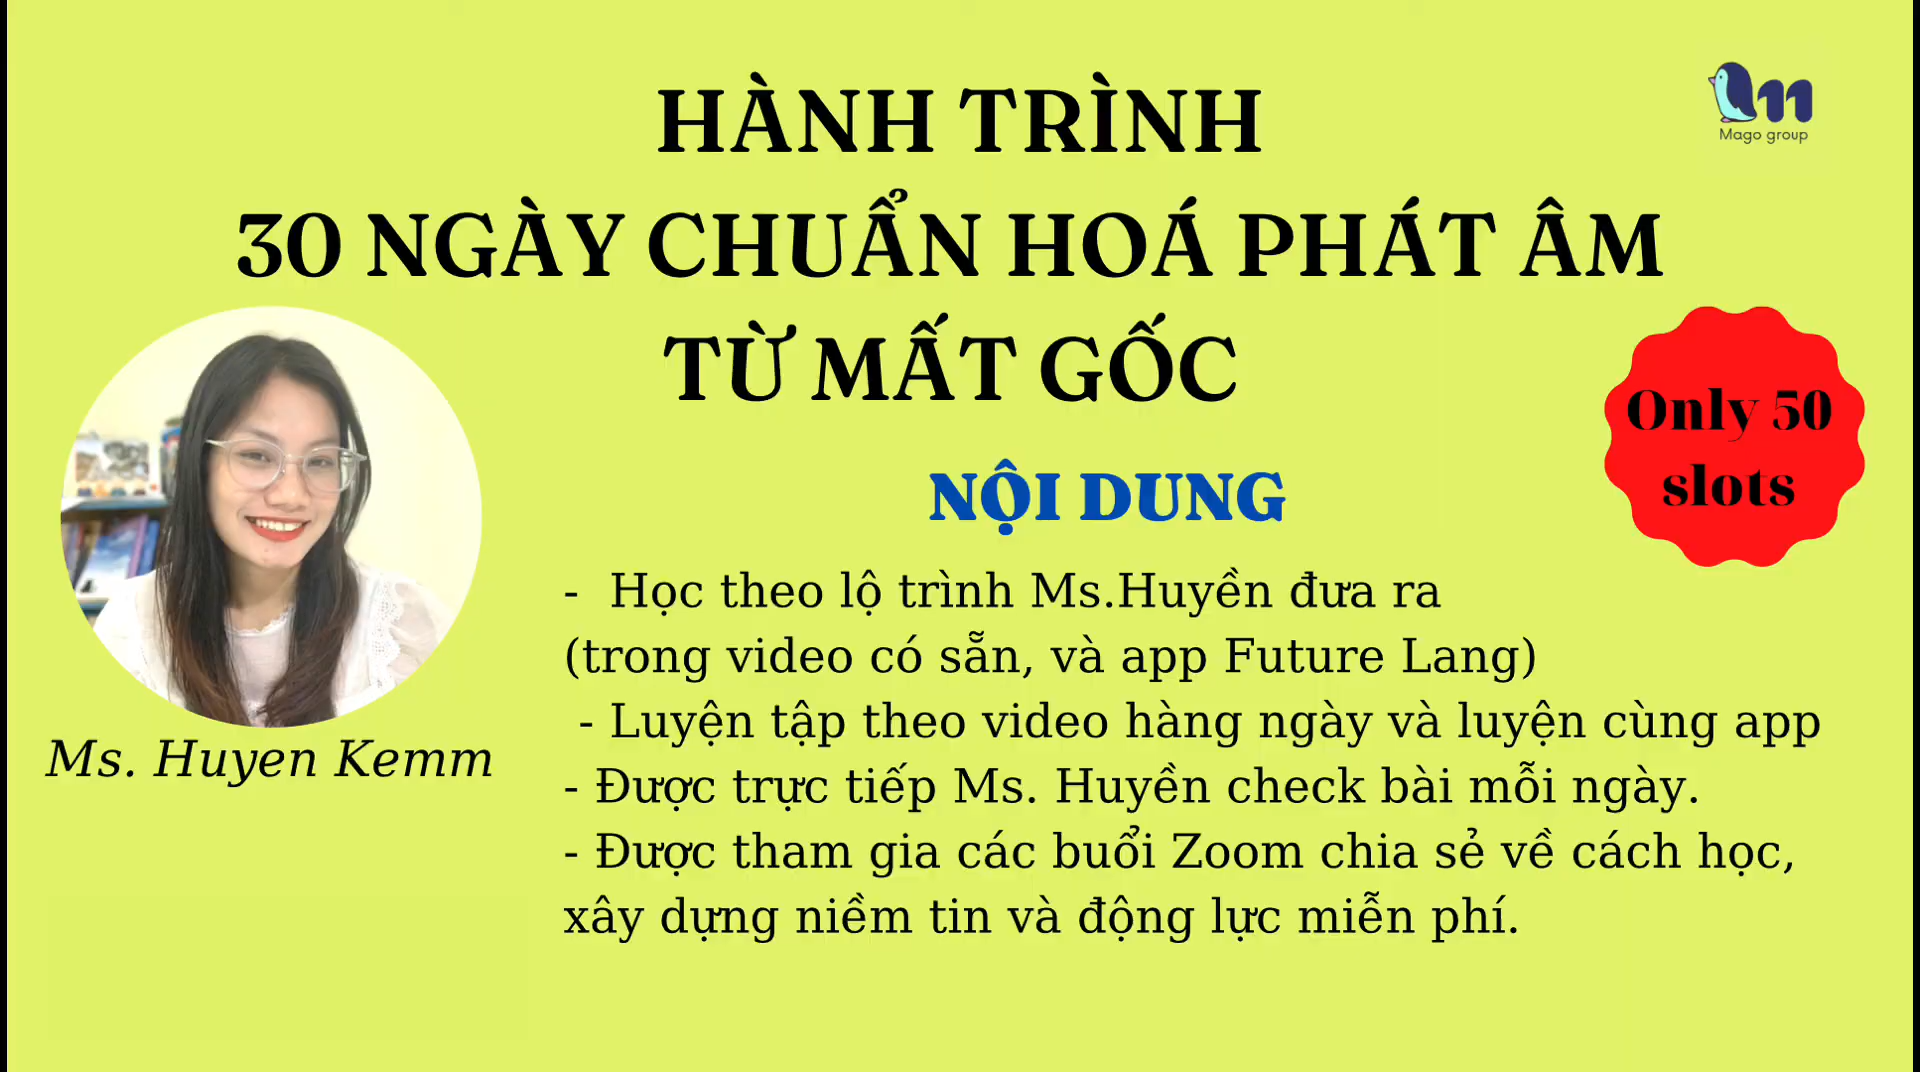 Mago group
HÀNH TRÌNH
30 NGÀY CHUẨN HOÁ PHÁT ÂM
TỪ MẤT GỐC
Only 50
slots
NỘI DUNG
-  Học theo lộ trình Ms.Huyền đưa ra
(trong video có sẵn, và app Future Lang)
- Luyện tập theo video hàng ngày và luyện cùng app
- Được trực tiếp Ms. Huyền check bài mỗi ngày.
- Được tham gia các buổi Zoom chia sẻ về cách học,
xây dựng niềm tin và động lực miễn phí.
Ms. Huyen Kemm